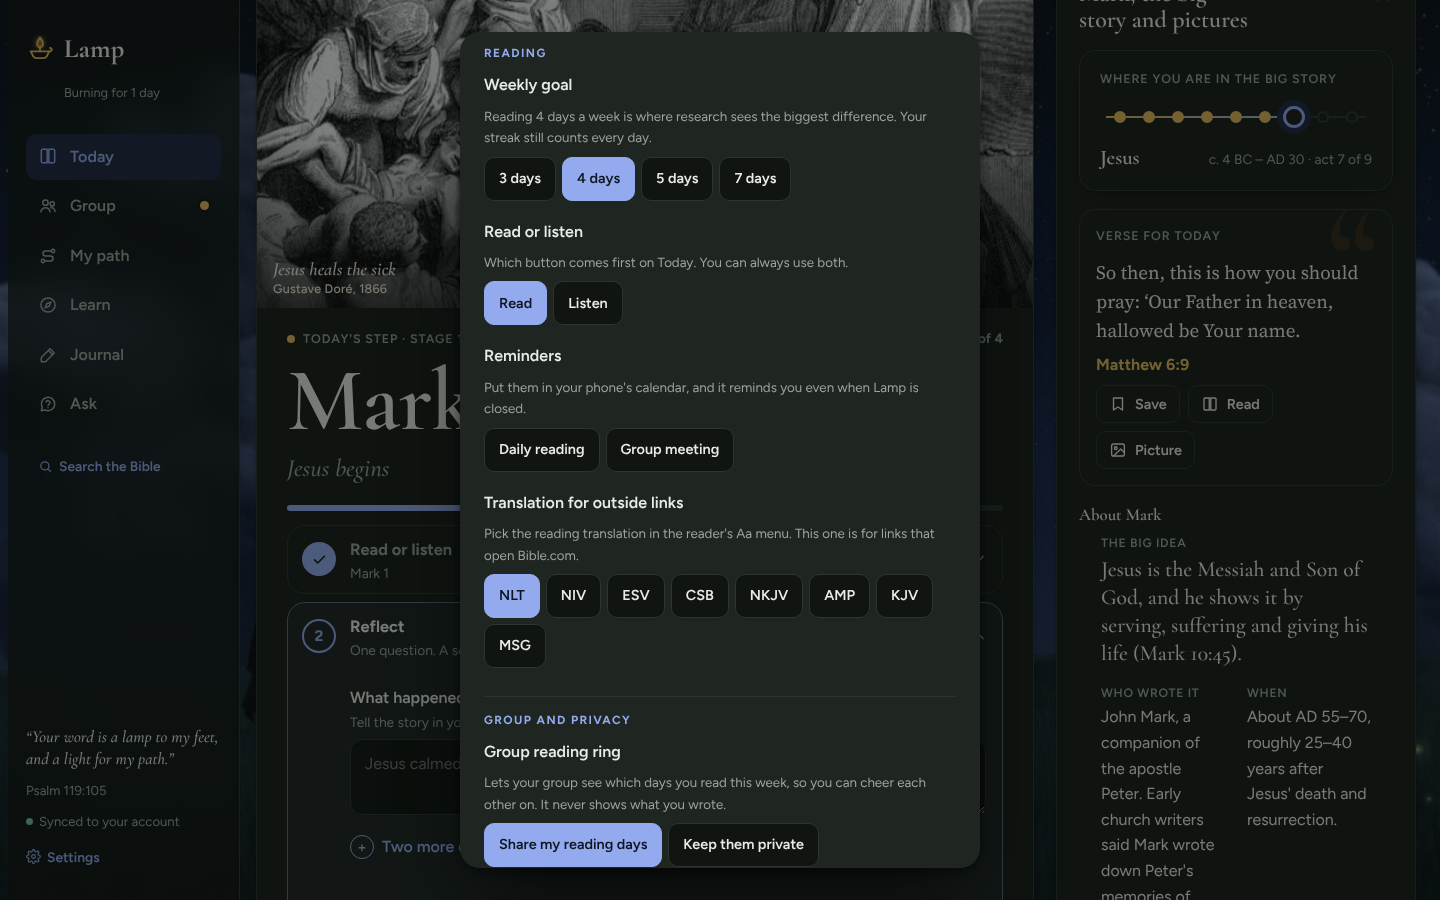 Lamp
Burning for 1 day
Today
Group
My path
Learn
Journal
Ask
Search the Bible
“Your word is a lamp to my feet,
and a light for my path.”
Psalm 119:105
Synced to your account
Settings
Jesus heals the sick
Gustave Doré, 1866
TODAY'S STEP · STAGE
of 4
Mark
Jesus begins
Read or listen
Mark 1
2
Reflect
One question. A
What happened
Tell the story in
Jesus calmed
Two more
READING
Weekly goal
Reading 4 days a week is where research sees the biggest difference. Your
streak still counts every day.
3 days
4 days
5 days
7 days
Read or listen
Which button comes first on Today. You can always use both.
Read
Listen
Reminders
Put them in your phone's calendar, and it reminds you even when Lamp is
closed.
Daily reading
Group meeting
Translation for outside links
Pick the reading translation in the reader's Aa menu. This one is for links that
open Bible.com.
NLT
NIV
ESV
CSB
NKJV
AMP
KJV
MSG
GROUP AND PRIVACY
Group reading ring
Lets your group see which days you read this week, so you can cheer each
other on. It never shows what you wrote.
Share my reading days
Keep them private
story and pictures
WHERE YOU ARE IN THE BIG STORY
Jesus
c. 4 BC – AD 30 · act 7 of 9
VERSE FOR TODAY
So then, this is how you should
pray: ‘Our Father in heaven,
hallowed be Your name.
Matthew 6:9
Save
Read
Picture
About Mark
THE BIG IDEA
Jesus is the Messiah and Son of
God, and he shows it by
serving, suffering and giving his
life (Mark 10:45).
WHO WROTE IT
John Mark, a
companion of
the apostle
Peter. Early
church writers
said Mark wrote
down Peter's
memories of
WHEN
About AD 55–70,
roughly 25–40
years after
Jesus' death and
resurrection.